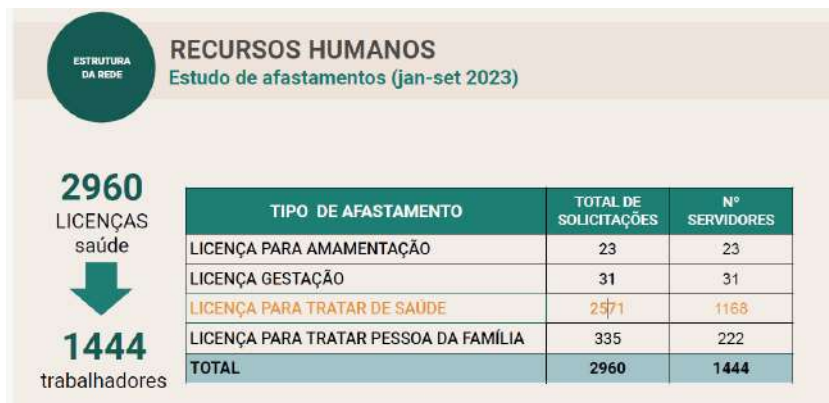 ESTRUTURA
DA REDE
RECURSOS HUMANOS
Estudo de afastamentos (jan-set 2023)
2960
LICENÇAS
saúde
1444
trabalhadores
TIPO DE AFASTAMENTO TOTAL DE SOLICITAÇÕES Nº SERVIDORES
LICENÇA PARA AMAMENTAÇÃO 23 23
LICENÇA GESTAÇÃO 31 31
LICENÇA PARA TRATAR DE SAÚDE 2571 1168
LICENÇA PARA TRATAR PESSOA DA FAMÍLIA 335 222
TOTAL 2960 1444